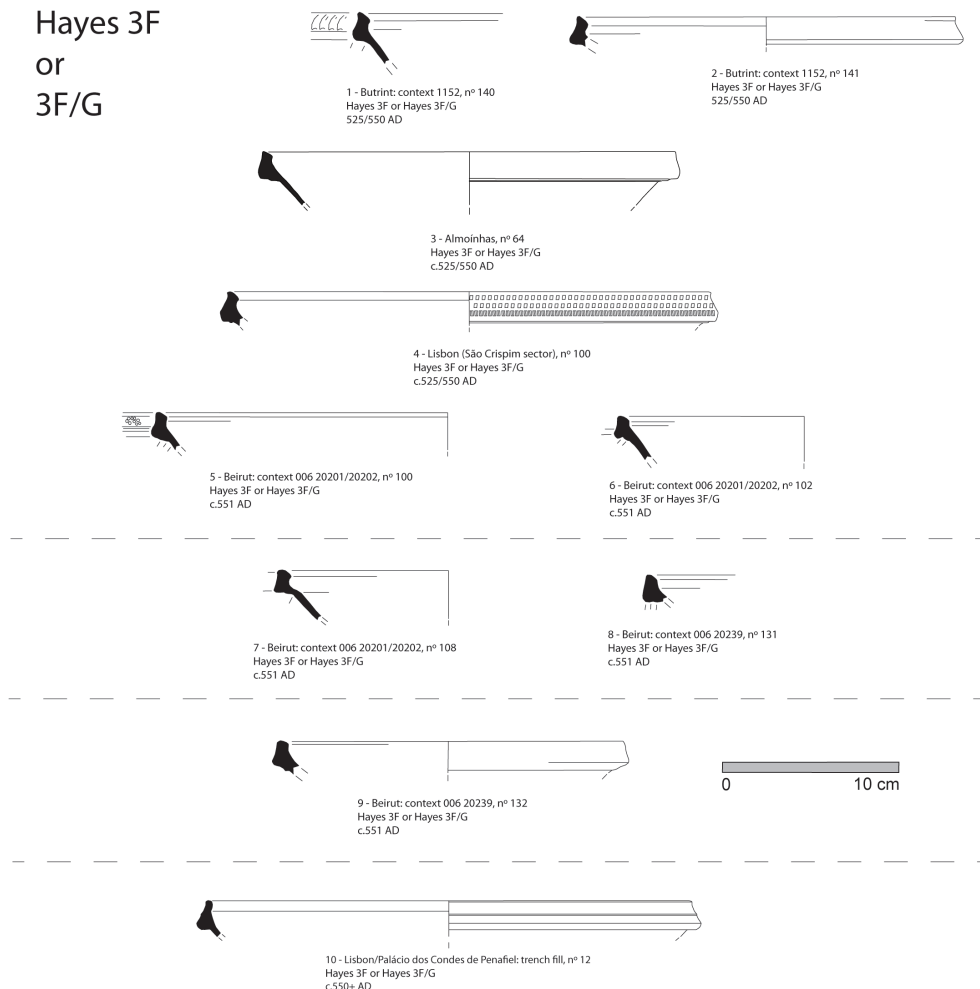 Hayes 3F
or
3F/G
1 - Butrint: context 1152, nº 140
Hayes 3F or Hayes 3F/G
525/550 AD
2 - Butrint: context 1152, nº 141
Hayes 3F or Hayes 3F/G
525/550 AD
3 - Almoínhas, nº 64
Hayes 3F or Hayes 3F/G
c.525/550 AD
4 - Lisbon (São Crispim sector), nº 100
Hayes 3F or Hayes 3F/G
c.525/550 AD
5 - Beirut: context 006 20201/20202, nº 100
Hayes 3F or Hayes 3F/G
c.551 AD
6 - Beirut: context 006 20201/20202, nº 102
Hayes 3F or Hayes 3F/G
c.551 AD
7 - Beirut: context 006 20201/20202, nº 108
Hayes 3F or Hayes 3F/G
c.551 AD
8 - Beirut: context 006 20239, nº 131
Hayes 3F or Hayes 3F/G
c.551 AD
9 - Beirut: context 006 20239, nº 132
Hayes 3F or Hayes 3F/G
c.551 AD
0 10 cm
10 - Lisbon/Palácio dos Condes de Penafiel: trench fill, nº 12
Hayes 3F or Hayes 3F/G
c.550+ AD